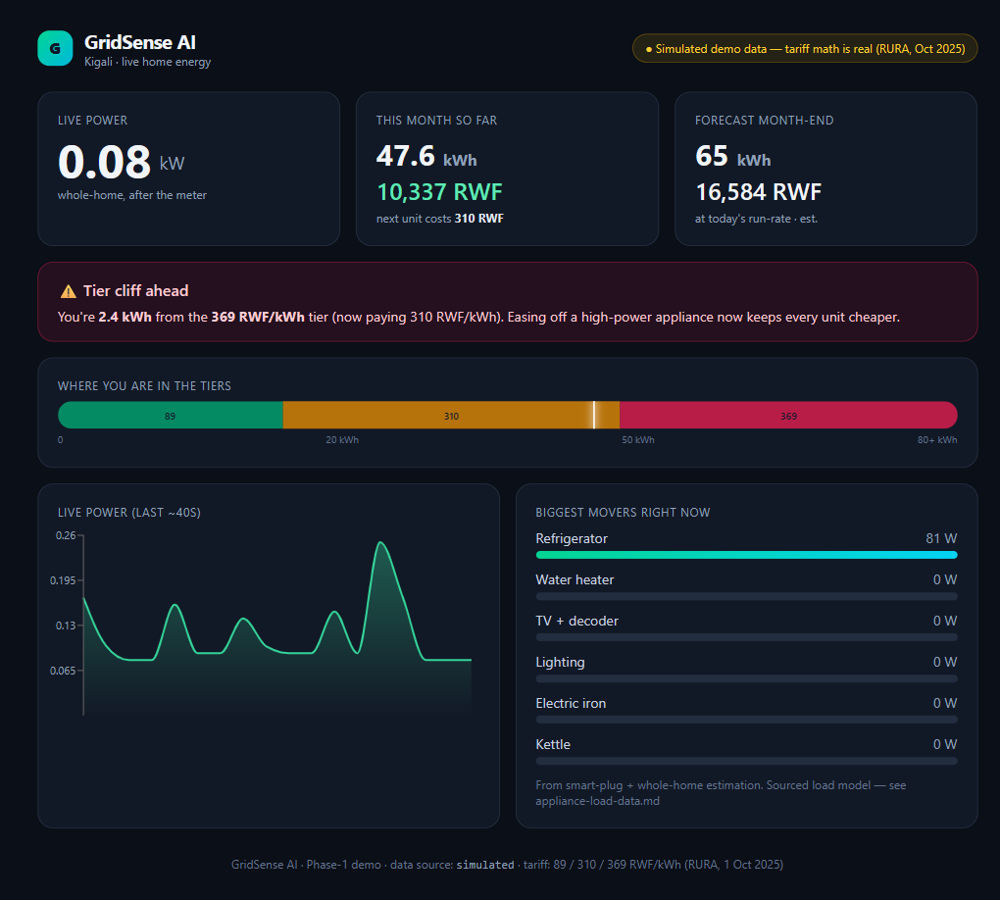 G
GridSense AI
Kigali · live home energy
● Simulated demo data — tariff math is real (RURA, Oct 2025)
LIVE POWER
0.08 kW
whole-home, after the meter
THIS MONTH SO FAR
47.6 kWh
10,337 RWF
next unit costs 310 RWF
FORECAST MONTH-END
65 kWh
16,584 RWF
at today's run-rate · est.
⚠️ Tier cliff ahead
You're 2.4 kWh from the 369 RWF/kWh tier (now paying 310 RWF/kWh). Easing off a high-power appliance now keeps every unit cheaper.
WHERE YOU ARE IN THE TIERS
89 310 369
0 20 kWh 50 kWh 80+ kWh
LIVE POWER (LAST ~40S)
0.26
0.195
0.13
0.065
BIGGEST MOVERS RIGHT NOW
Refrigerator 81 W
Water heater 0 W
TV + decoder 0 W
Lighting 0 W
Electric iron 0 W
Kettle 0 W
From smart-plug + whole-home estimation. Sourced load model — see
appliance-load-data.md
GridSense AI · Phase-1 demo · data source: simulated · tariff: 89 / 310 / 369 RWF/kWh (RURA, 1 Oct 2025)